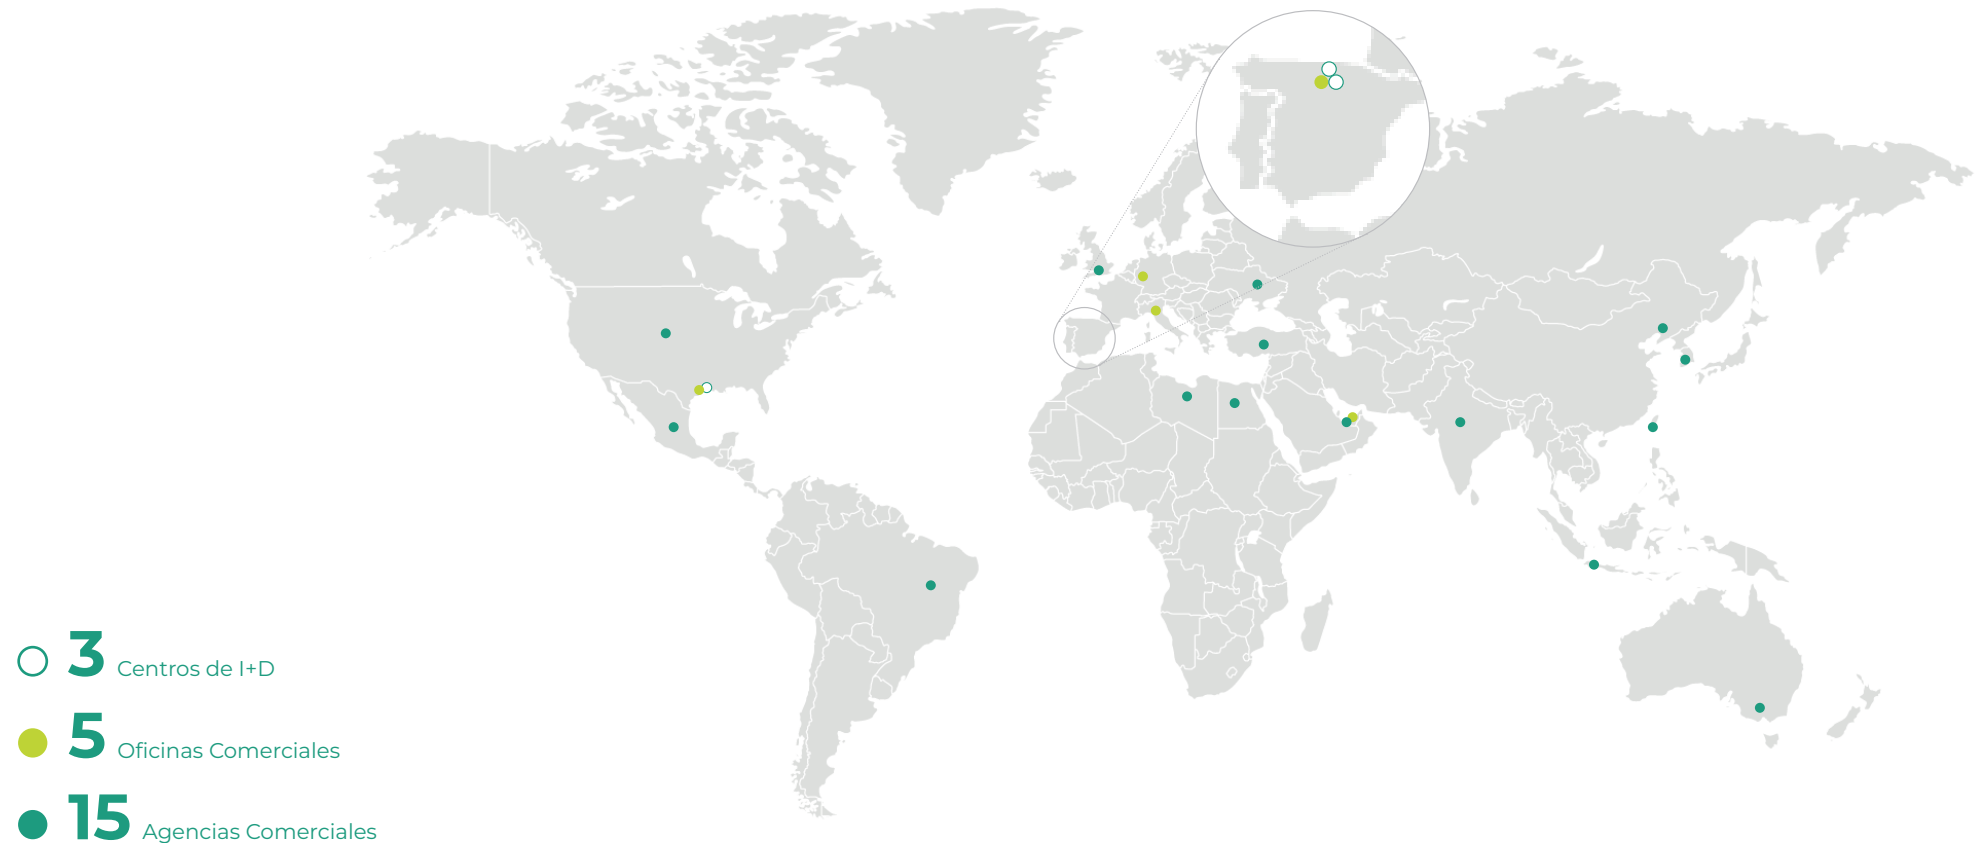 3 Centros de I+D
5 Oficinas Comerciales
15 Agencias Comerciales